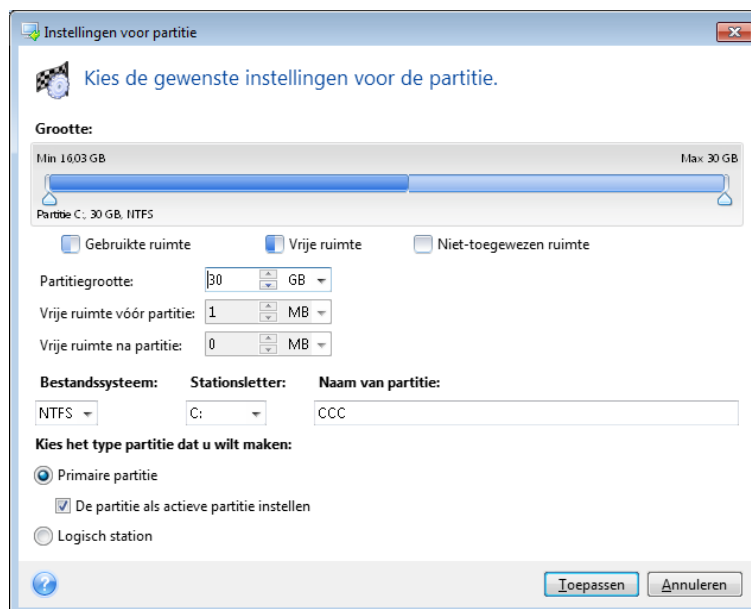 Instellingen voor partitie
Kies de gewenste instellingen voor de partitie.
Grootte:
Min 16,03 GB Max 30 GB
Partitie C:, 30 GB, NTFS
Gebruikte ruimte Vrije ruimte Niet-toegewezen ruimte
Partitiegrootte: 30 GB
Vrije ruimte vóór partitie: 1 MB
Vrije ruimte na partitie: 0 MB
Bestandssysteem: Stationsletter: Naam van partitie:
NTFS C: CCC
Kies het type partitie dat u wilt maken:
Primaire partitie
De partitie als actieve partitie instellen
Logisch station
? Toepassen Annuleren